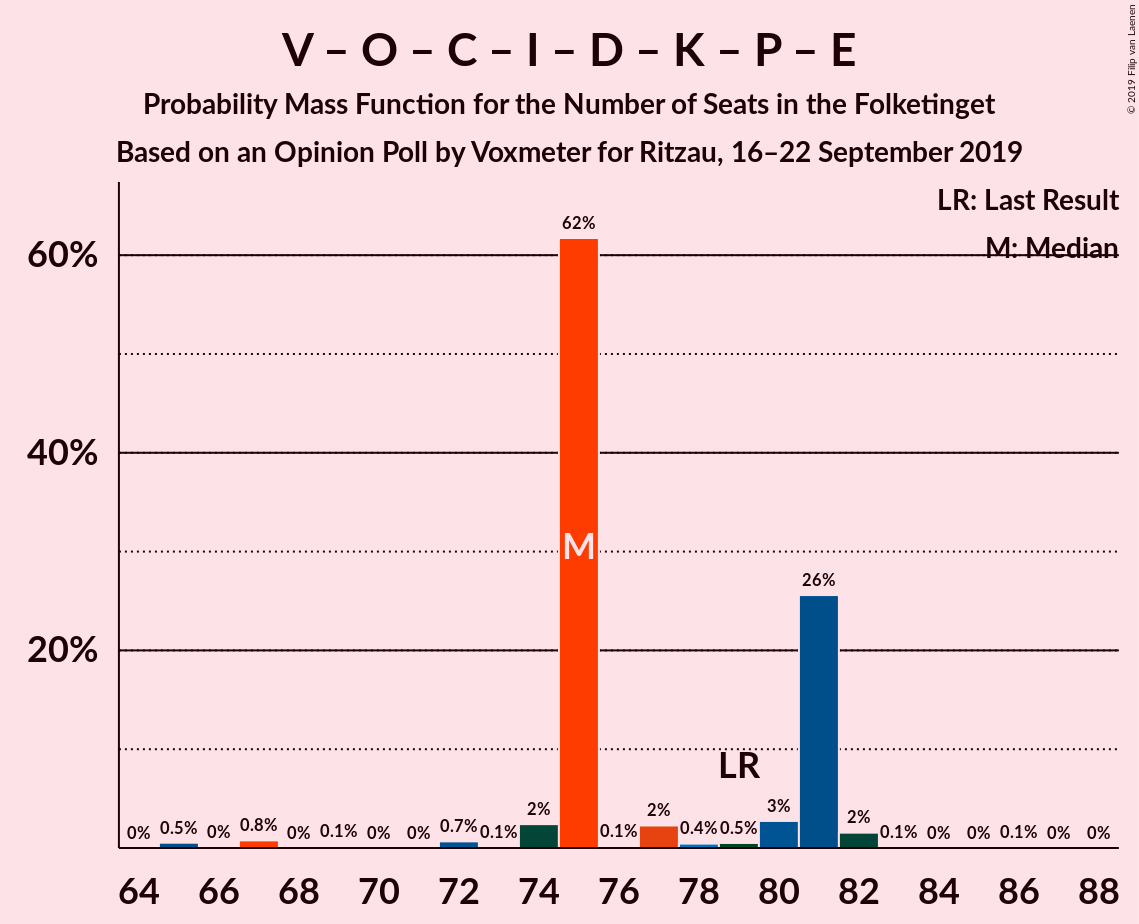 V – O – C – I – D – K – P – E
Probability Mass Function for the Number of Seats in the Folketinget
Based on an Opinion Poll by Voxmeter for Ritzau, 16–22 September 2019
© 2019 Filip van Laenen
LR: Last Result
M: Median
60%
40%
20%
62%
M
26%
LR
0% 0.5% 0% 0.8% 0% 0.1% 0% 0% 0.7% 0.1% 2% 0.1% 2% 0.4% 0.5% 3% 2% 0.1% 0% 0% 0.1% 0% 0%
64 66 68 70 72 74 76 78 80 82 84 86 88